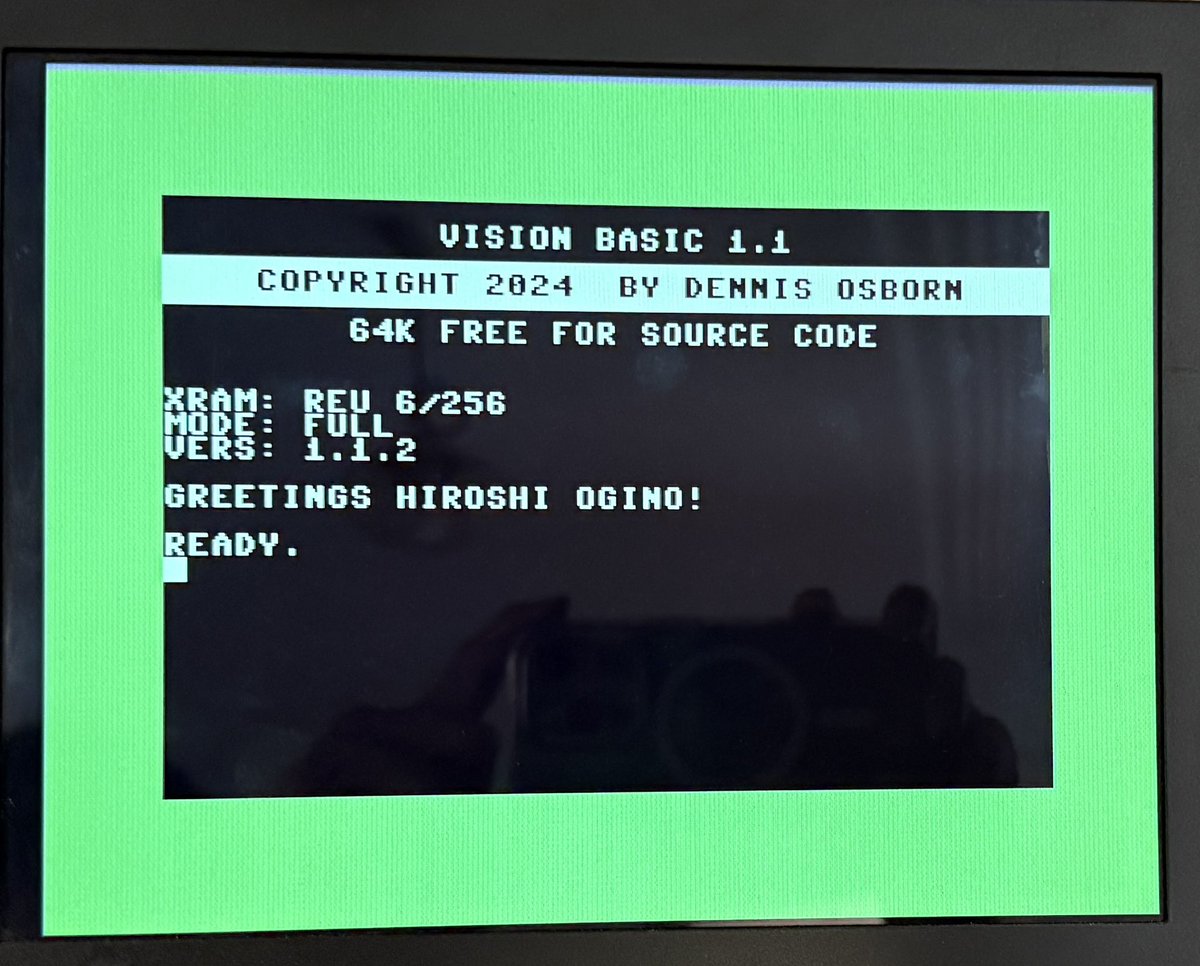 VISION BASIC 1.1
COPYRIGHT 2024  BY DENNIS OSBORN
64K FREE FOR SOURCE CODE
XRAM: REU 6/256
MODE: FULL
VERS: 1.1.2
GREETINGS HIROSHI OGINO!
READY.